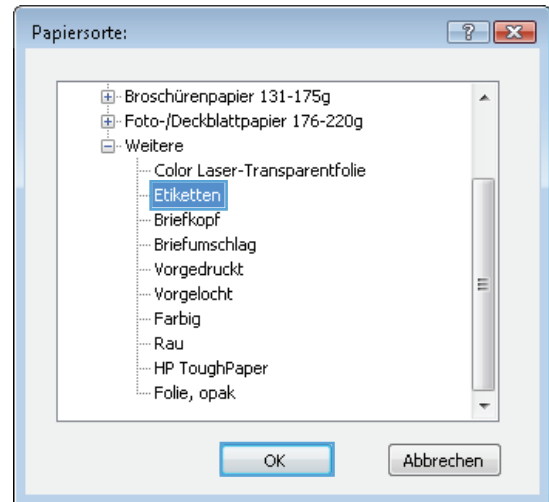 Papiersorte:
Broschürenpapier 131-175g
Foto-/Deckblattpapier 176-220g
Weitere
Color Laser-Transparentfolie
Etiketten
Briefkopf
Briefumschlag
Vorgedruckt
Vorgelocht
Farbig
Rau
HP ToughPaper
Folie, opak
OK Abbrechen